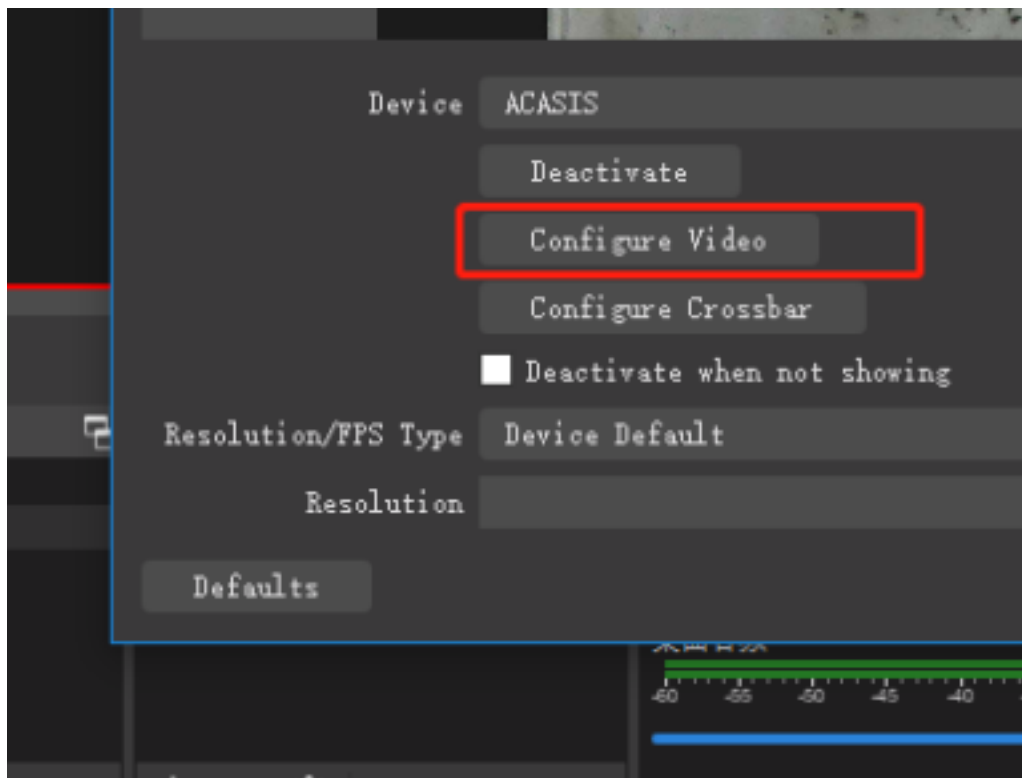 Device ACASIS
Deactivate
Configure Video
Configure Crossbar
Deactivate when not showing
Resolution/FPS Type Device Default
Resolution
Defaults
-60 -55 -50 -45 -40